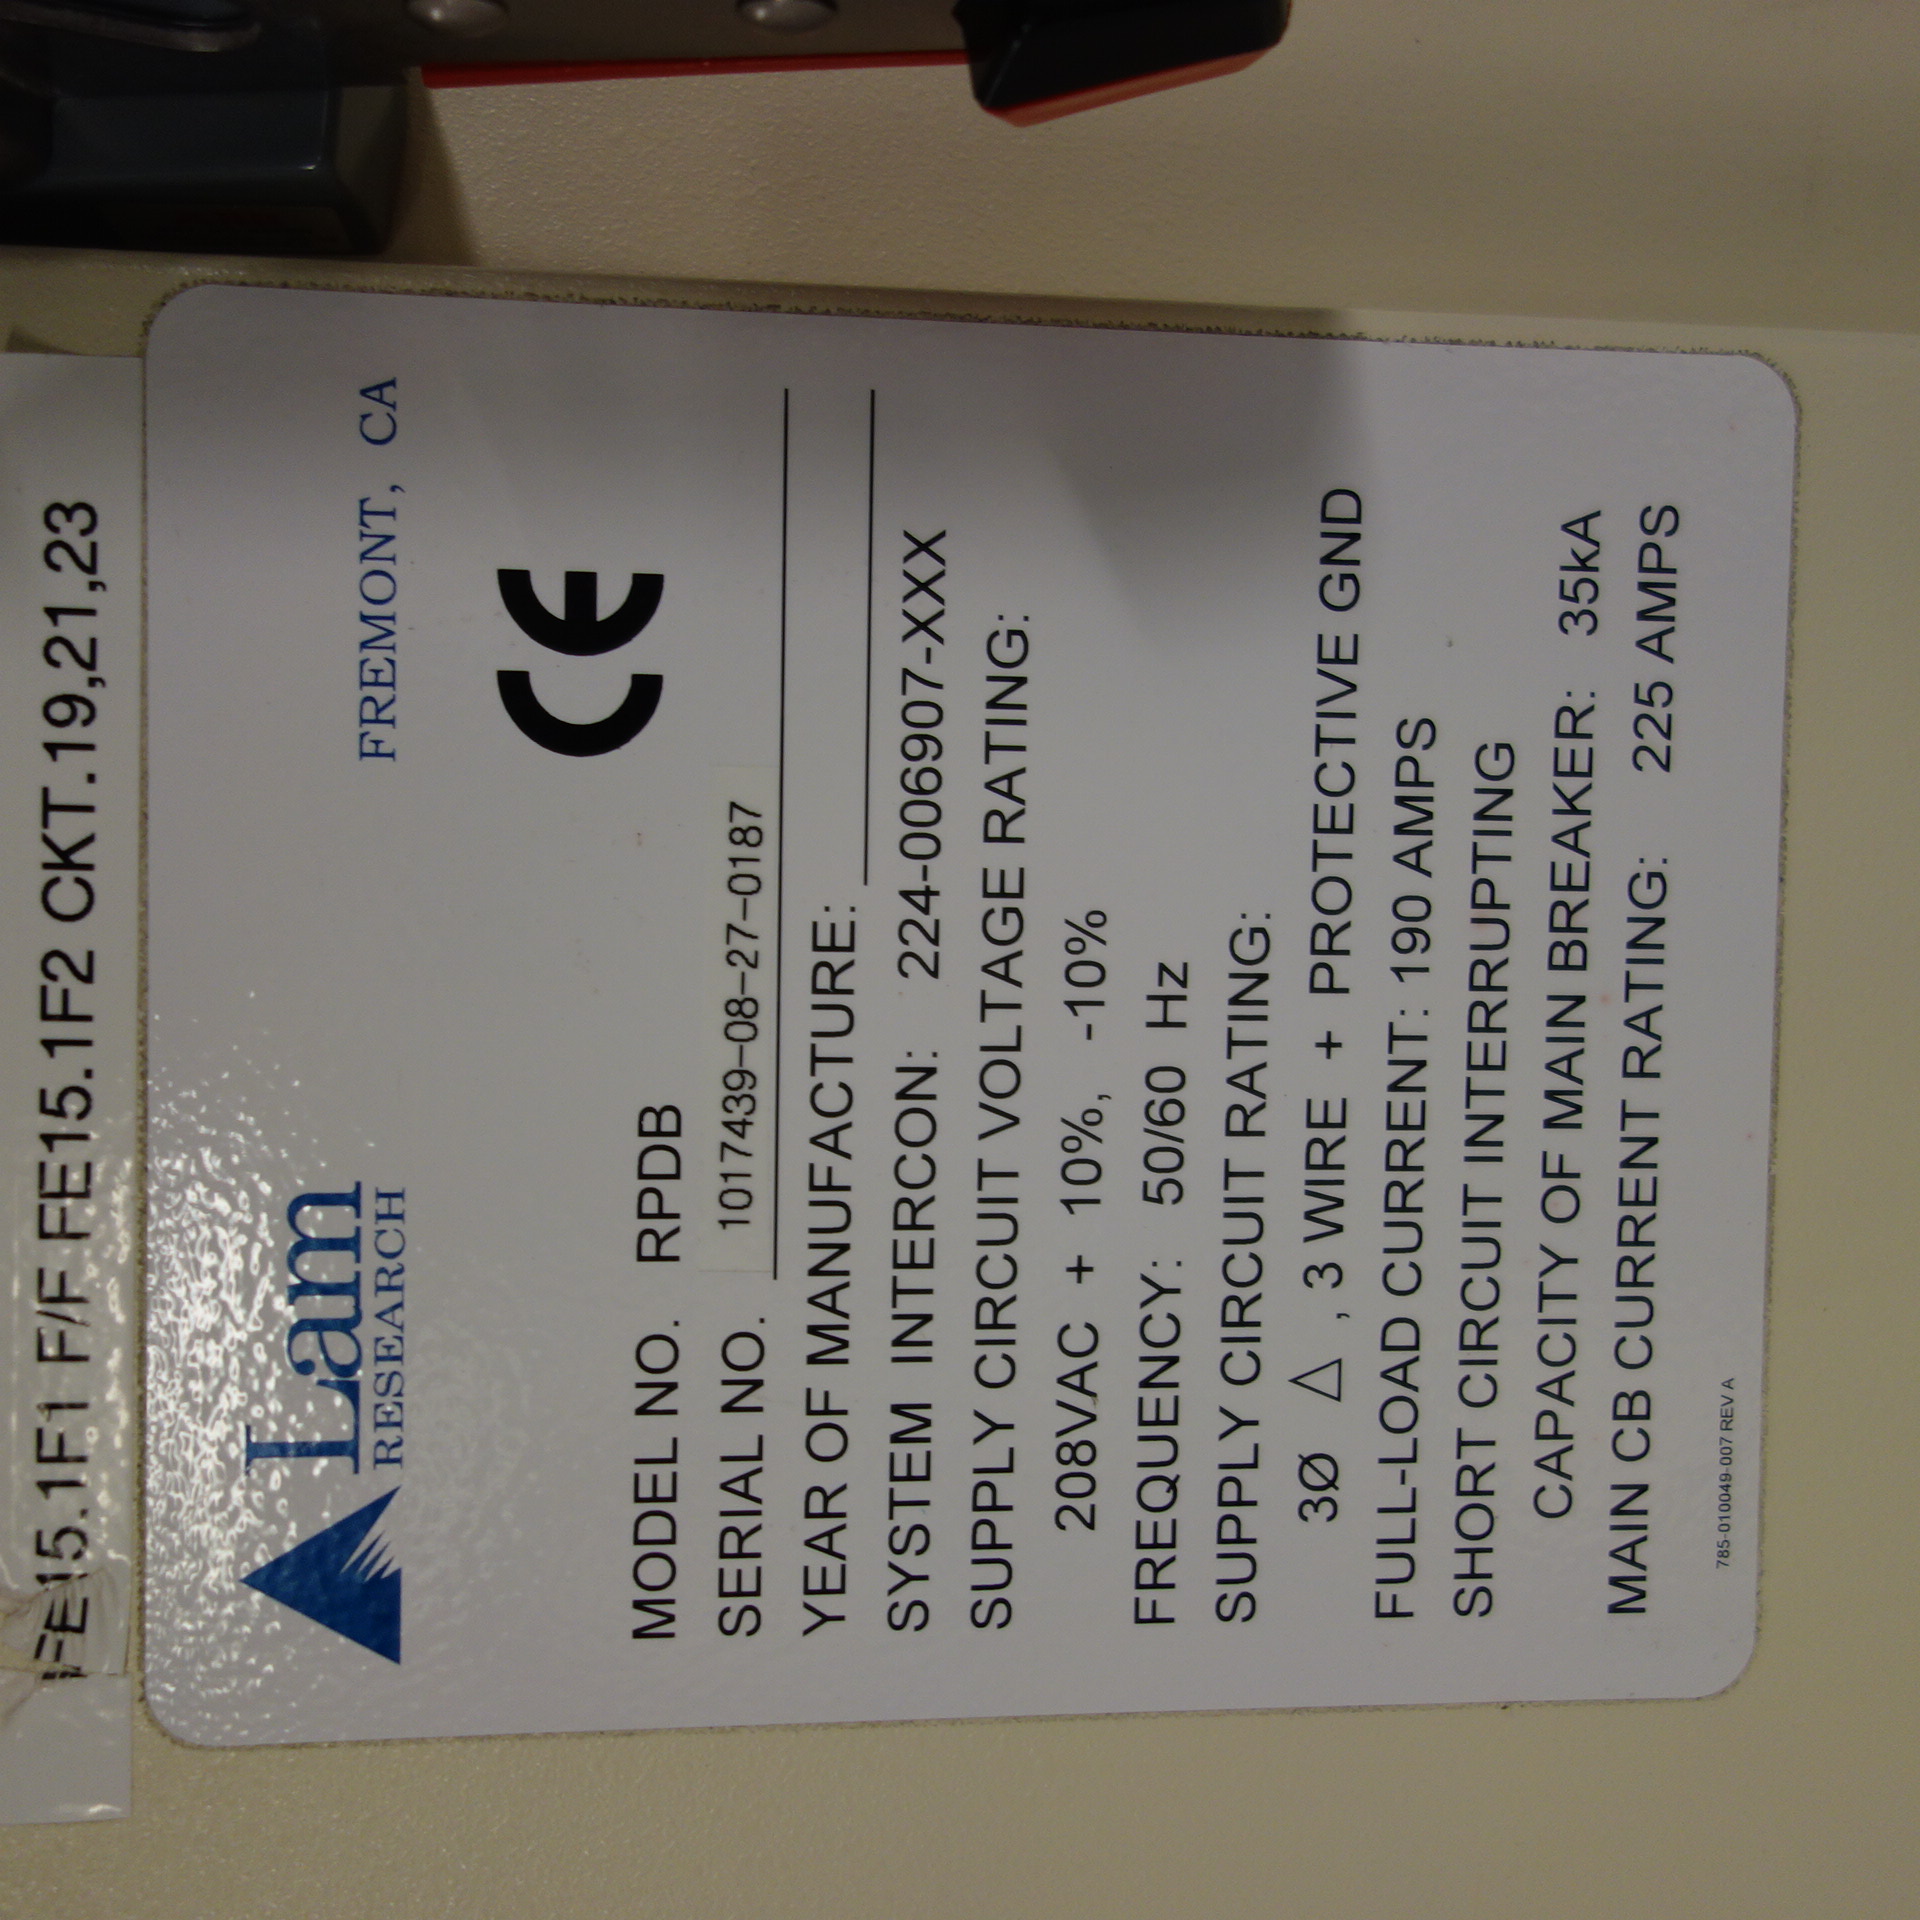 FE15.1F1 F/F FE15.1F2 CKT.19,21,23
Lam
RESEARCH
FREMONT, CA
CE
MODEL NO. RPDB
SERIAL NO. 1017439-08-27-0187
YEAR OF MANUFACTURE:
SYSTEM INTERCON: 224-006907-XXX
SUPPLY CIRCUIT VOLTAGE RATING:
208VAC + 10%, -10%
FREQUENCY: 50/60 Hz
SUPPLY CIRCUIT RATING:
3Ø △ , 3 WIRE + PROTECTIVE GND
FULL-LOAD CURRENT: 190 AMPS
SHORT CIRCUIT INTERRUPTING
CAPACITY OF MAIN BREAKER: 35kA
MAIN CB CURRENT RATING: 225 AMPS
785-010049-007 REV A